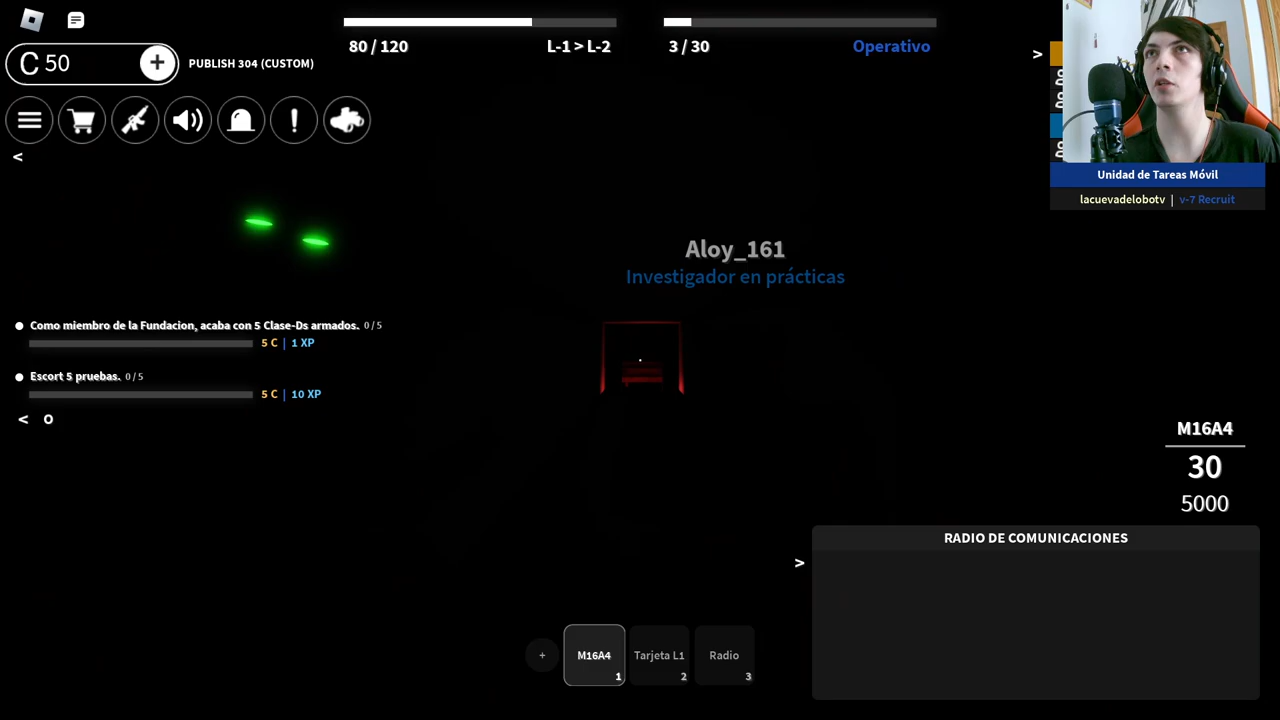 80 / 120
L-1 > L-2
3 / 30
Operativo
C 50
+
PUBLISH 304 (CUSTOM)
>
<
Unidad de Tareas Móvil
lacuevadelobotv | v-7 Recruit
Aloy_161
Investigador en prácticas
Como miembro de la Fundacion, acaba con 5 Clase-Ds armados. 0 / 5
5 C | 1 XP
Escort 5 pruebas. 0 / 5
5 C | 10 XP
< O
M16A4
30
5000
RADIO DE COMUNICACIONES
>
+
M16A4 1
Tarjeta L1 2
Radio 3